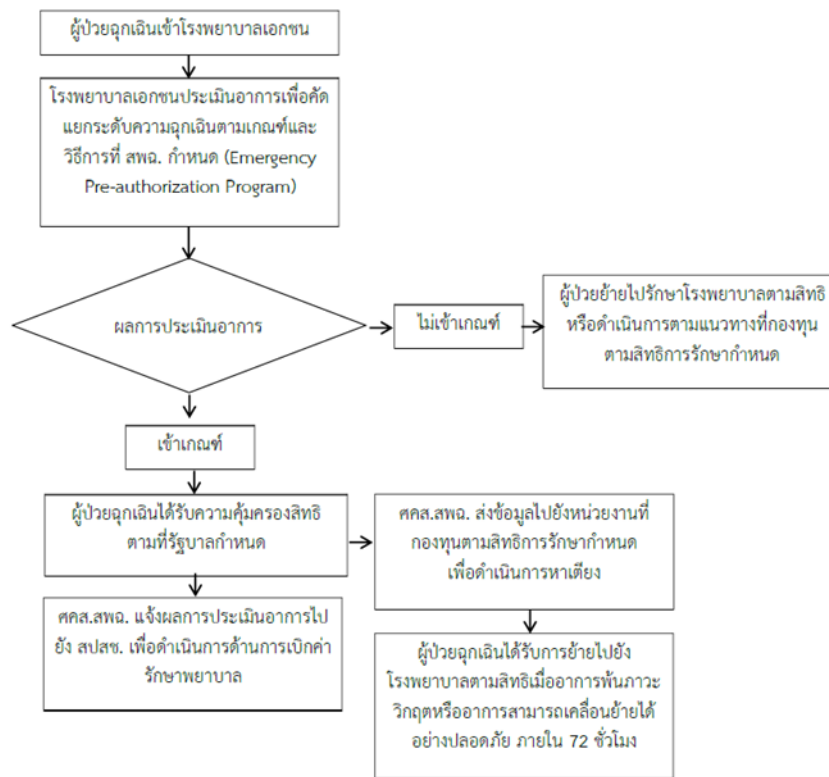 ผู้ป่วยฉุกเฉินเข้าโรงพยาบาลเอกชน
โรงพยาบาลเอกชนประเมินอาการเพื่อคัด
แยกระดับความฉุกเฉินตามเกณฑ์และ
วิธีการที่ สพฉ. กำหนด (Emergency
Pre-authorization Program)
ผลการประเมินอาการ
ไม่เข้าเกณฑ์
ผู้ป่วยย้ายไปรักษาโรงพยาบาลตามสิทธิ
หรือดำเนินการตามแนวทางที่กองทุน
ตามสิทธิการรักษากำหนด
เข้าเกณฑ์
ผู้ป่วยฉุกเฉินได้รับความคุ้มครองสิทธิ
ตามที่รัฐบาลกำหนด
ศคส.สพฉ. ส่งข้อมูลไปยังหน่วยงานที่
กองทุนตามสิทธิการรักษากำหนด
เพื่อดำเนินการหาเตียง
ศคส.สพฉ. แจ้งผลการประเมินอาการไป
ยัง สปสช. เพื่อดำเนินการด้านการเบิกค่า
รักษาพยาบาล
ผู้ป่วยฉุกเฉินได้รับการย้ายไปยัง
โรงพยาบาลตามสิทธิเมื่ออาการพ้นภาวะ
วิกฤตหรืออาการสามารถเคลื่อนย้ายได้
อย่างปลอดภัย ภายใน 72 ชั่วโมง